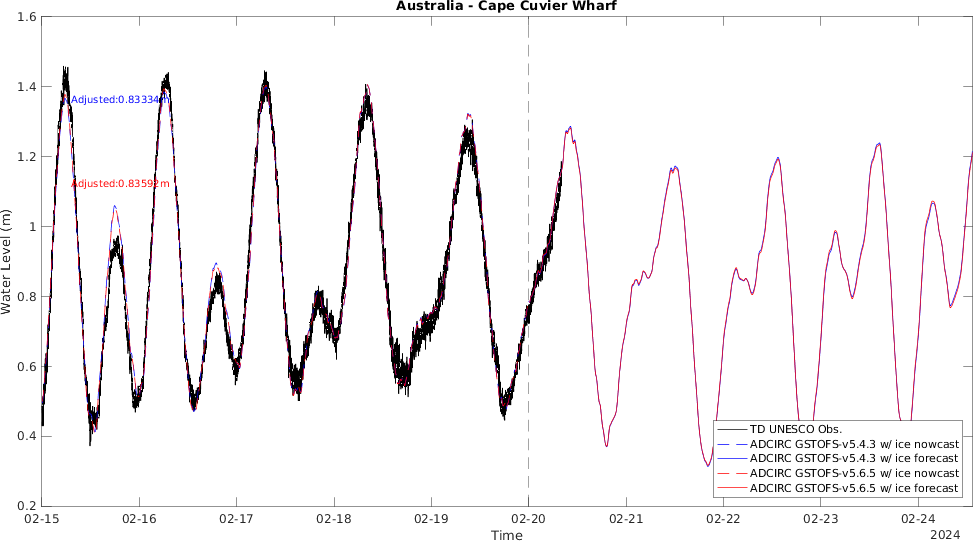 Australia - Cape Cuvier Wharf
1.6
1.4
1.2
1
0.8
0.6
0.4
0.2
Water Level (m)
Adjusted:0.83334m
Adjusted:0.83592m
TD UNESCO Obs.
ADCIRC GSTOFS-v5.4.3 w/ ice nowcast
ADCIRC GSTOFS-v5.4.3 w/ ice forecast
ADCIRC GSTOFS-v5.6.5 w/ ice nowcast
ADCIRC GSTOFS-v5.6.5 w/ ice forecast
02-15 02-16 02-17 02-18 02-19 02-20 02-21 02-22 02-23 02-24
Time
2024